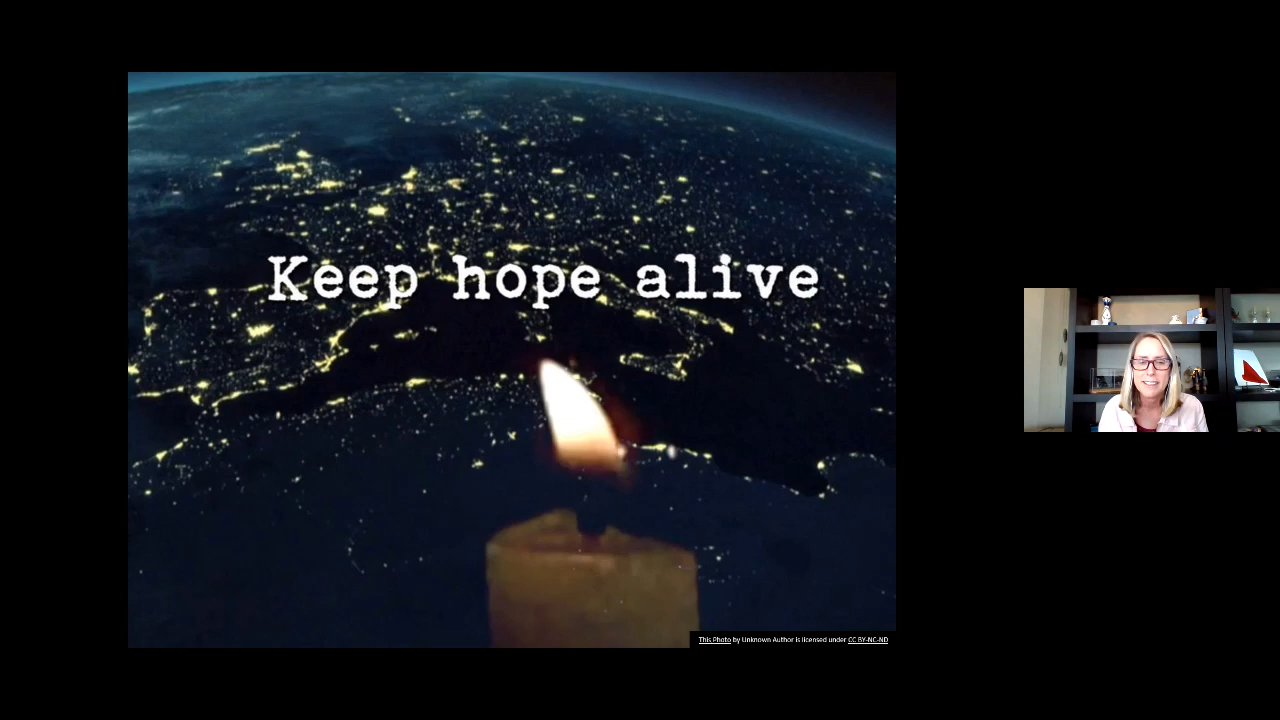 Keep hope alive
This Photo by Unknown Author is licensed under CC BY-NC-ND